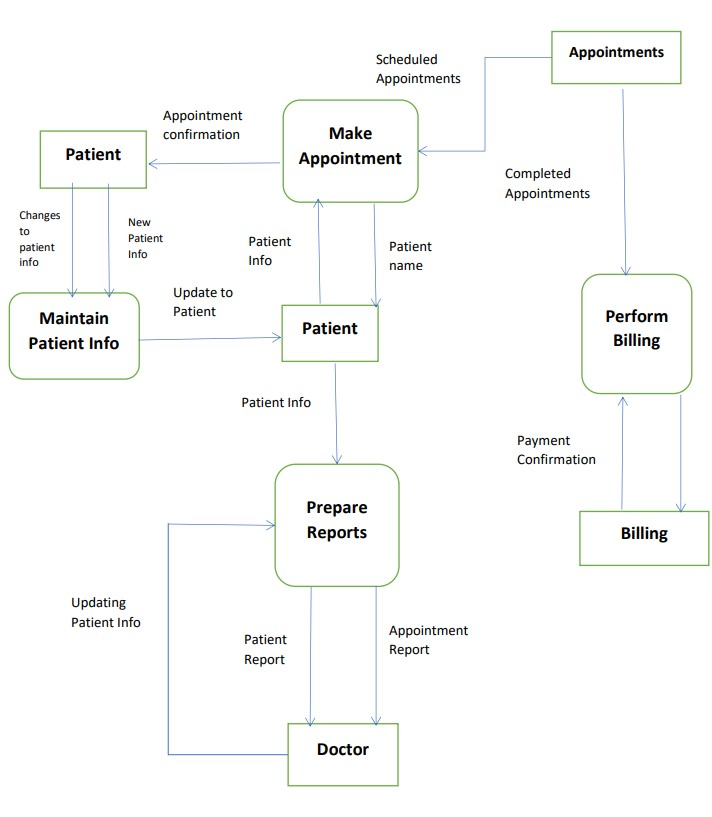 Appointments
Scheduled
Appointments
Appointment
confirmation
Make
Appointment
Patient
Completed
Appointments
Changes
to
patient
info
New
Patient
Info
Patient
Info
Patient
name
Update to
Patient
Maintain
Patient Info
Patient
Perform
Billing
Patient Info
Payment
Confirmation
Prepare
Reports
Billing
Updating
Patient Info
Patient
Report
Appointment
Report
Doctor